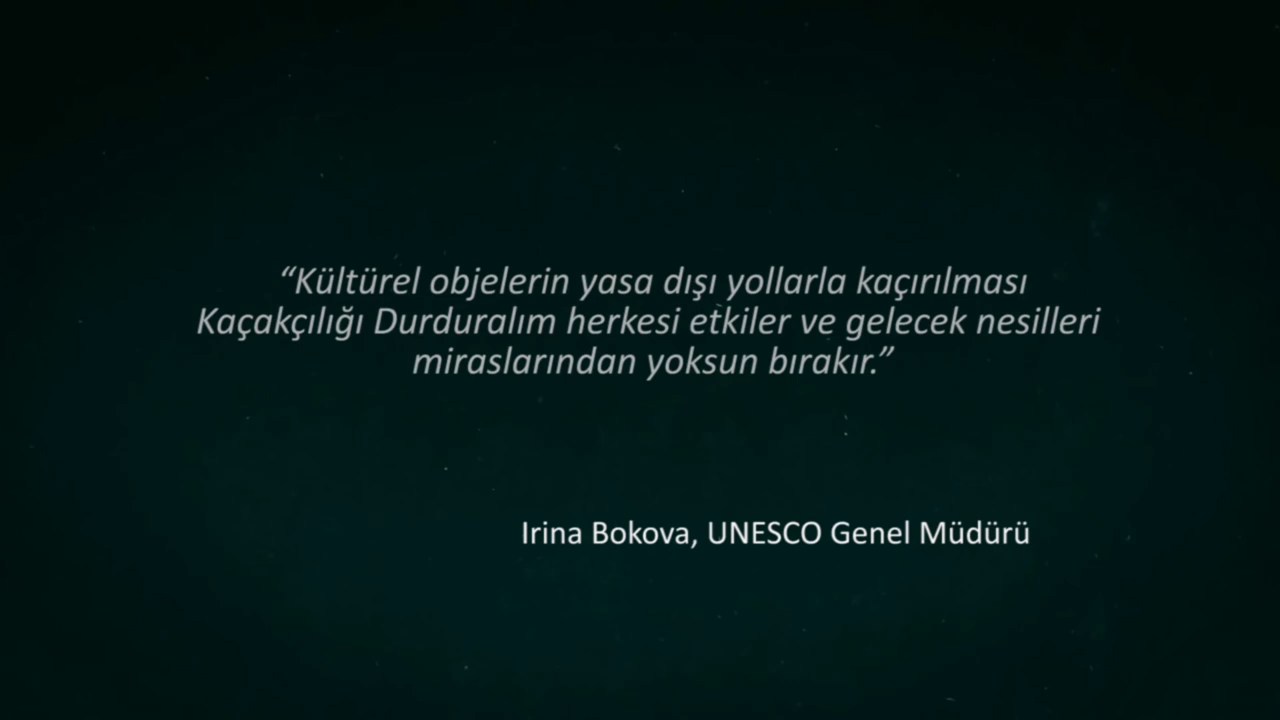 “Kültürel objelerin yasa dışı yollarla kaçırılması
Kaçakçılığı Durduralım herkesi etkiler ve gelecek nesilleri
miraslarından yoksun bırakır.”
Irina Bokova, UNESCO Genel Müdürü